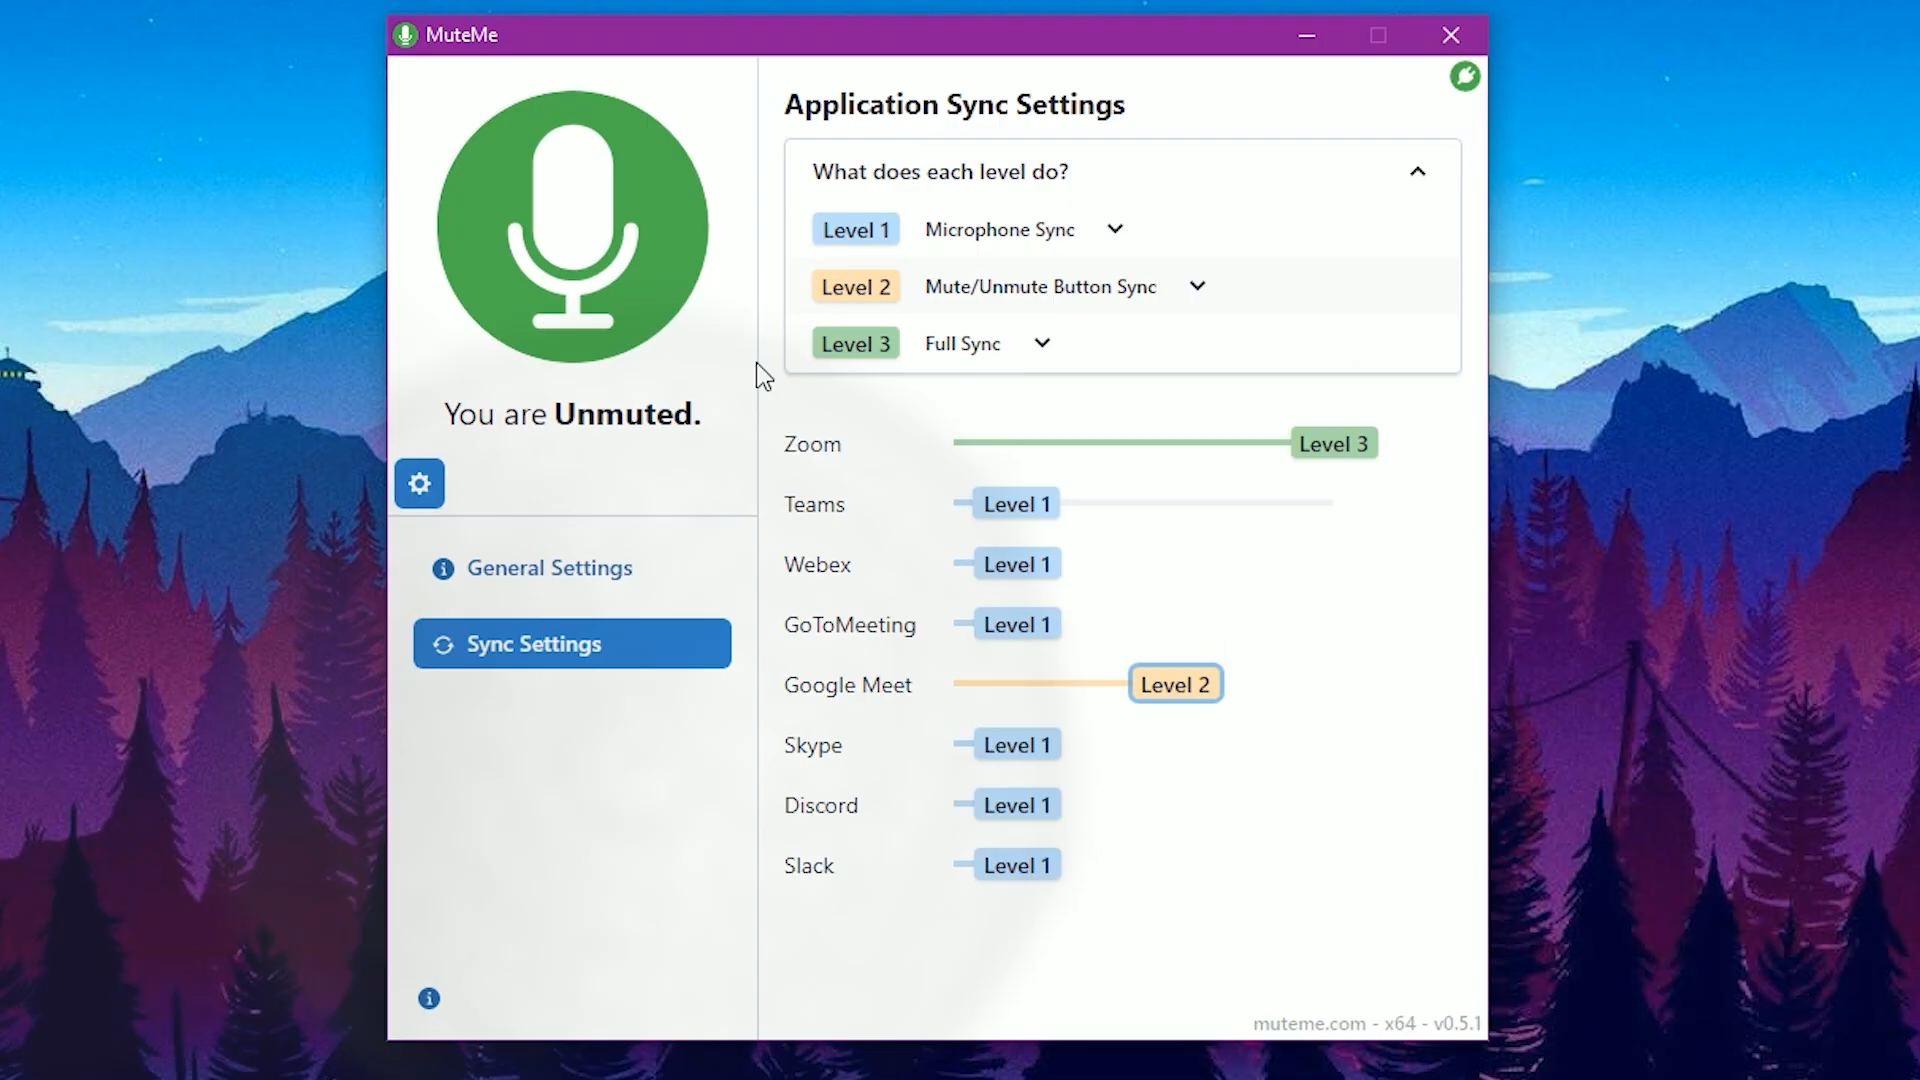 MuteMe
You are Unmuted.
General Settings
Sync Settings
Application Sync Settings
What does each level do?
Level 1 Microphone Sync
Level 2 Mute/Unmute Button Sync
Level 3 Full Sync
Zoom Level 3
Teams Level 1
Webex Level 1
GoToMeeting Level 1
Google Meet Level 2
Skype Level 1
Discord Level 1
Slack Level 1
muteme.com - x64 - v0.5.1